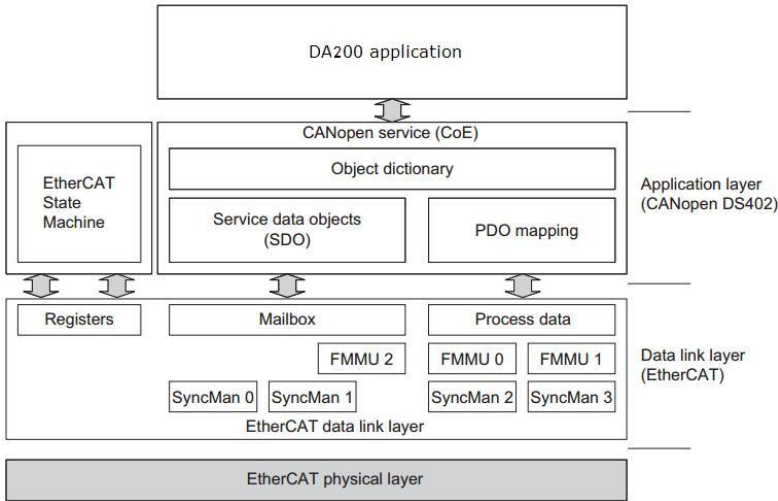 DA200 application
CANopen service (CoE)
Object dictionary
EtherCAT
State
Machine
Service data objects
(SDO)
PDO mapping
Application layer
(CANopen DS402)
Registers
Mailbox
Process data
FMMU 2
FMMU 0
FMMU 1
Data link layer
(EtherCAT)
SyncMan 0
SyncMan 1
SyncMan 2
SyncMan 3
EtherCAT data link layer
EtherCAT physical layer